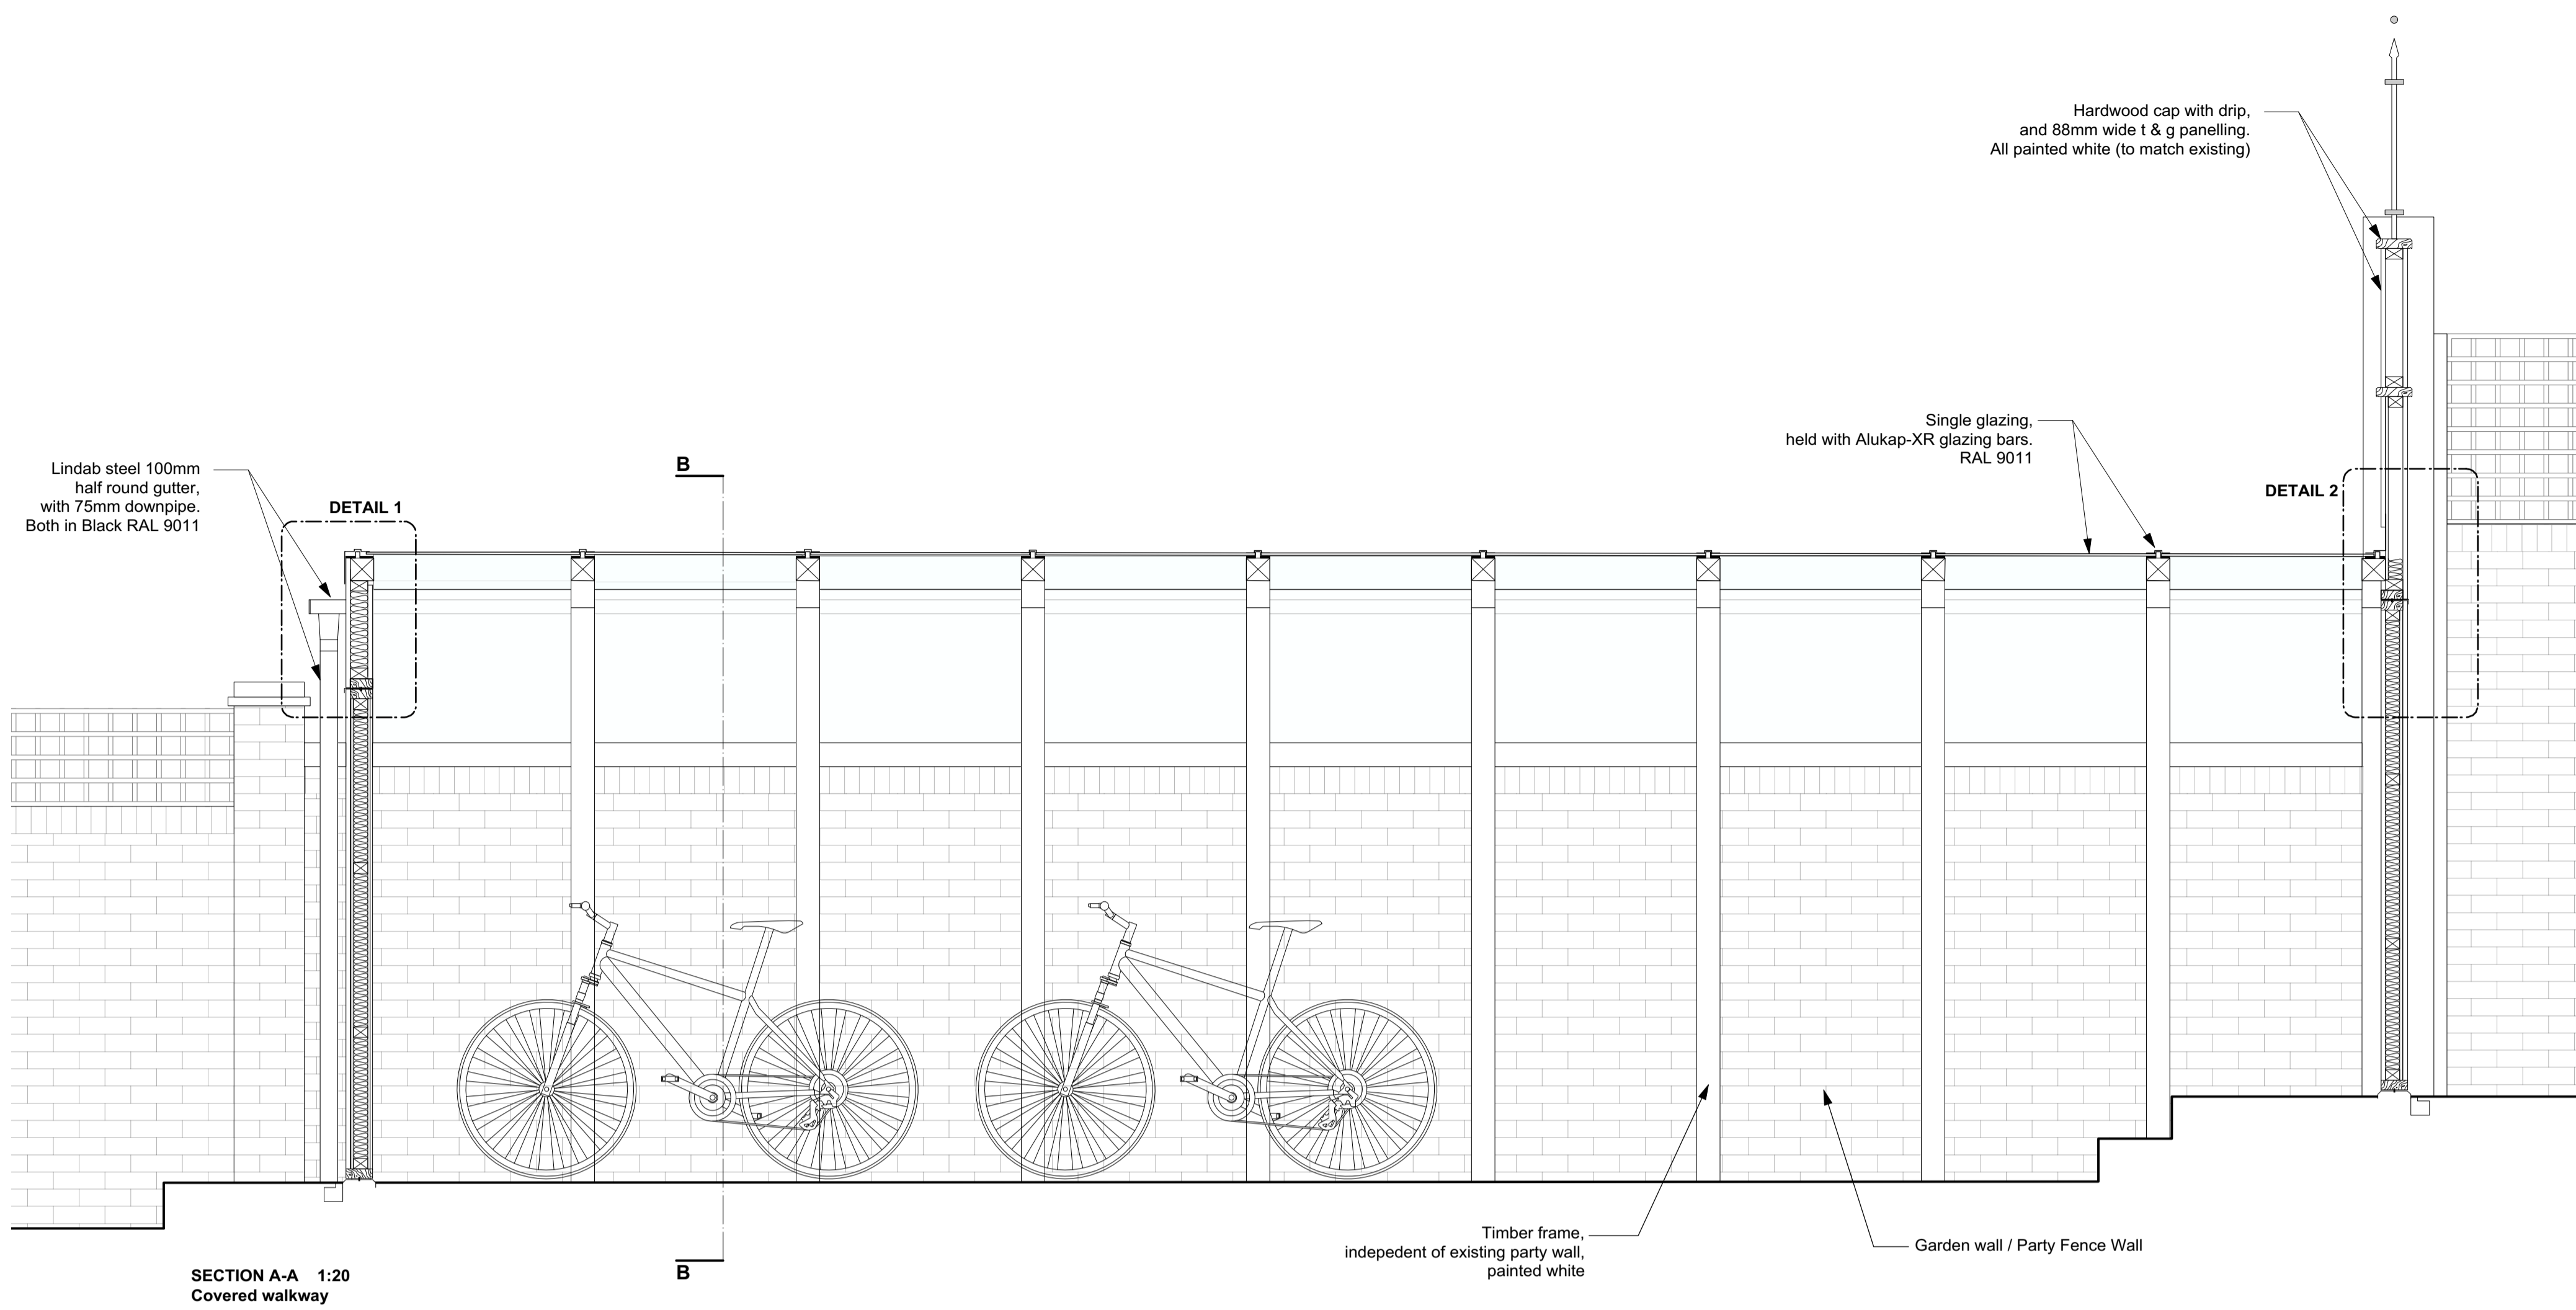 Hardwood cap with drip,
and 88mm wide t & g panelling.
All painted white (to match existing)
Single glazing,
held with Alukap-XR glazing bars.
RAL 9011
Lindab steel 100mm
half round gutter,
with 75mm downpipe.
Both in Black RAL 9011
DETAIL 1
B
DETAIL 2
Timber frame,
indepedent of existing party wall,
painted white
Garden wall / Party Fence Wall
B
SECTION A-A 1:20
Covered walkway